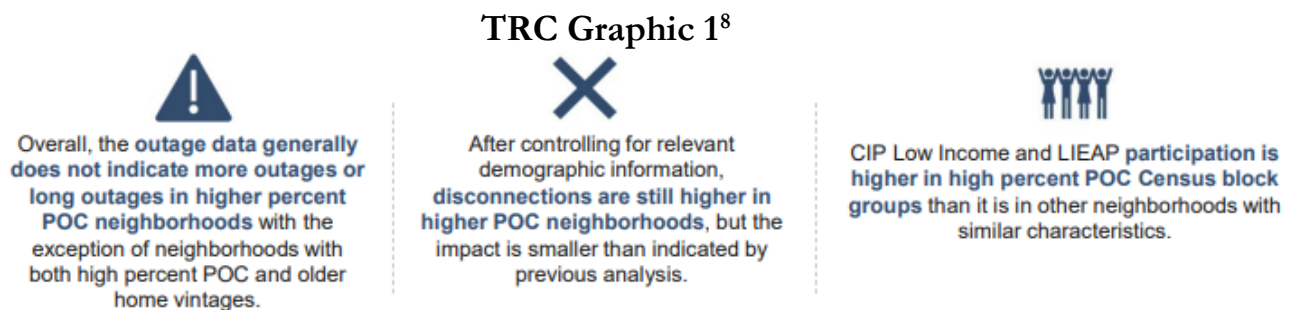 TRC Graphic 1⁸
Overall, the outage data generally
does not indicate more outages or
long outages in higher percent
POC neighborhoods with the
exception of neighborhoods with
both high percent POC and older
home vintages.
After controlling for relevant
demographic information,
disconnections are still higher in
higher POC neighborhoods, but the
impact is smaller than indicated by
previous analysis.
CIP Low Income and LIEAP participation is
higher in high percent POC Census block
groups than it is in other neighborhoods with
similar characteristics.